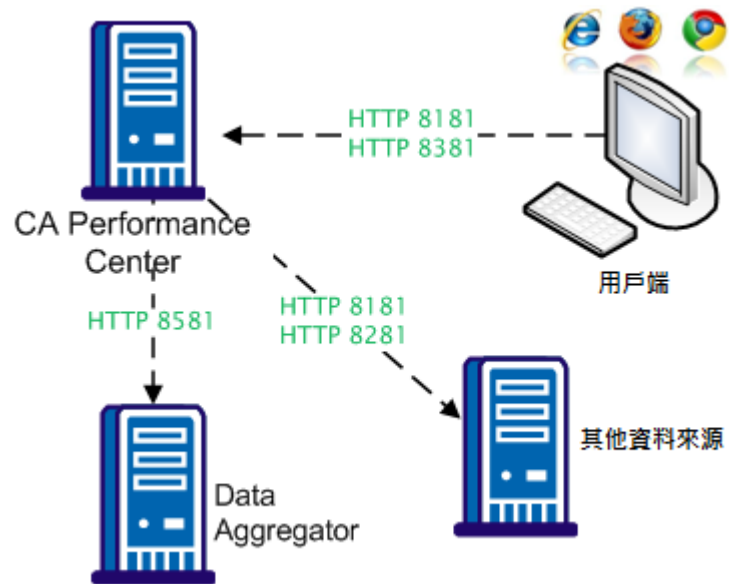 HTTP 8181
HTTP 8381
CA Performance
Center
用戶端
HTTP 8581
HTTP 8181
HTTP 8281
其他資料來源
Data
Aggregator